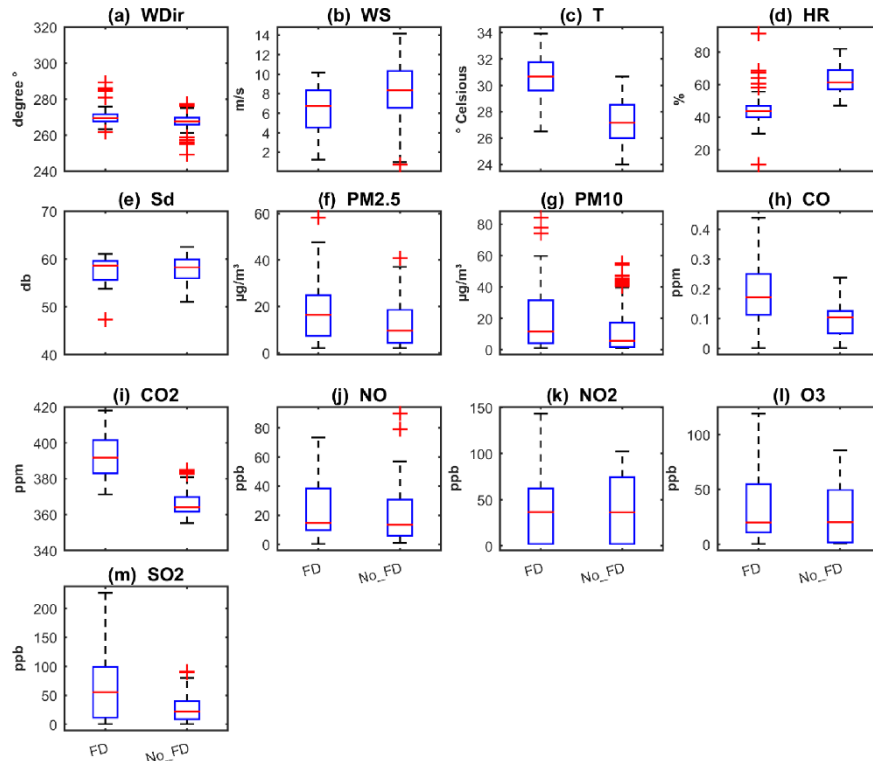 (a) WDir
(b) WS
(c) T
(d) HR
320
300
280
260
240
degree °
14
12
10
8
6
4
2
m/s
34
32
30
28
26
24
° Celsious
80
60
40
20
%
(e) Sd
(f) PM2.5
(g) PM10
(h) CO
70
60
50
40
db
60
40
20
0
µg/m³
80
60
40
20
0
µg/m³
0.4
0.3
0.2
0.1
0
ppm
(i) CO2
(j) NO
(k) NO2
(l) O3
420
400
380
360
340
ppm
80
60
40
20
0
ppb
150
100
50
0
ppb
100
50
0
ppb
FD
No_FD
FD
No_FD
FD
No_FD
(m) SO2
200
150
100
50
0
ppb
FD
No_FD